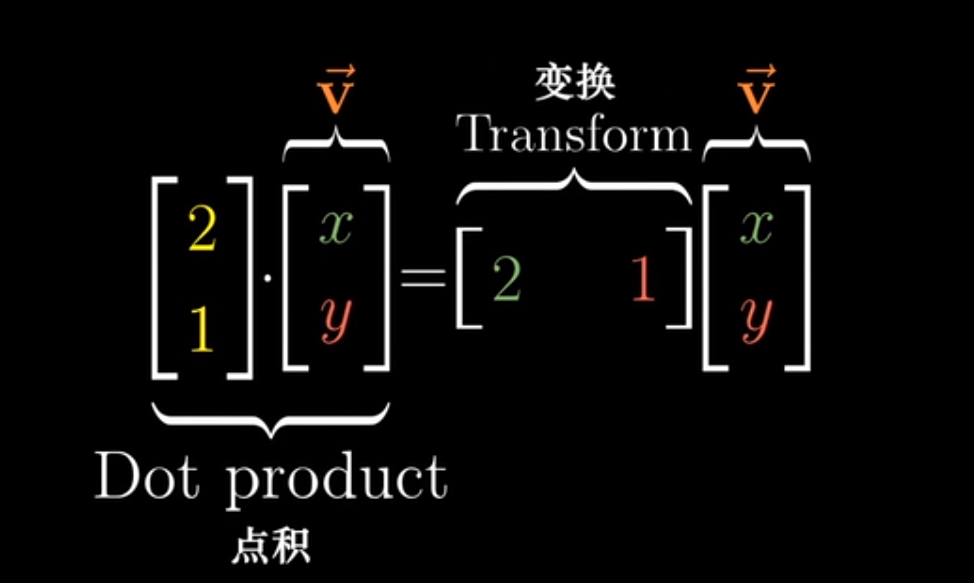 v⃗ 变换 v⃗
Transform
[2 1] · [x y] = [2 1] [x y]
Dot product
点积